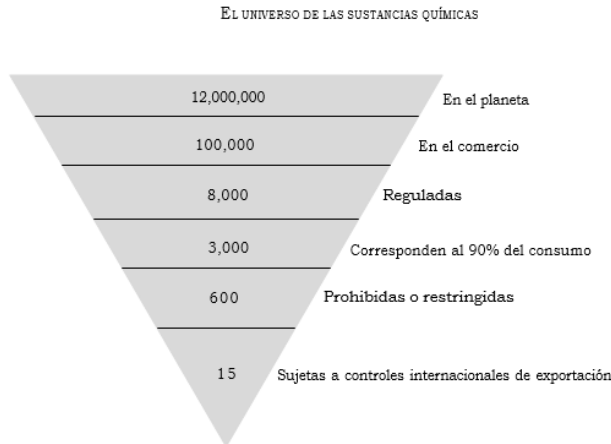 EL UNIVERSO DE LAS SUSTANCIAS QUÍMICAS
12,000,000 En el planeta
100,000 En el comercio
8,000 Reguladas
3,000 Corresponden al 90% del consumo
600 Prohibidas o restringidas
15 Sujetas a controles internacionales de exportación